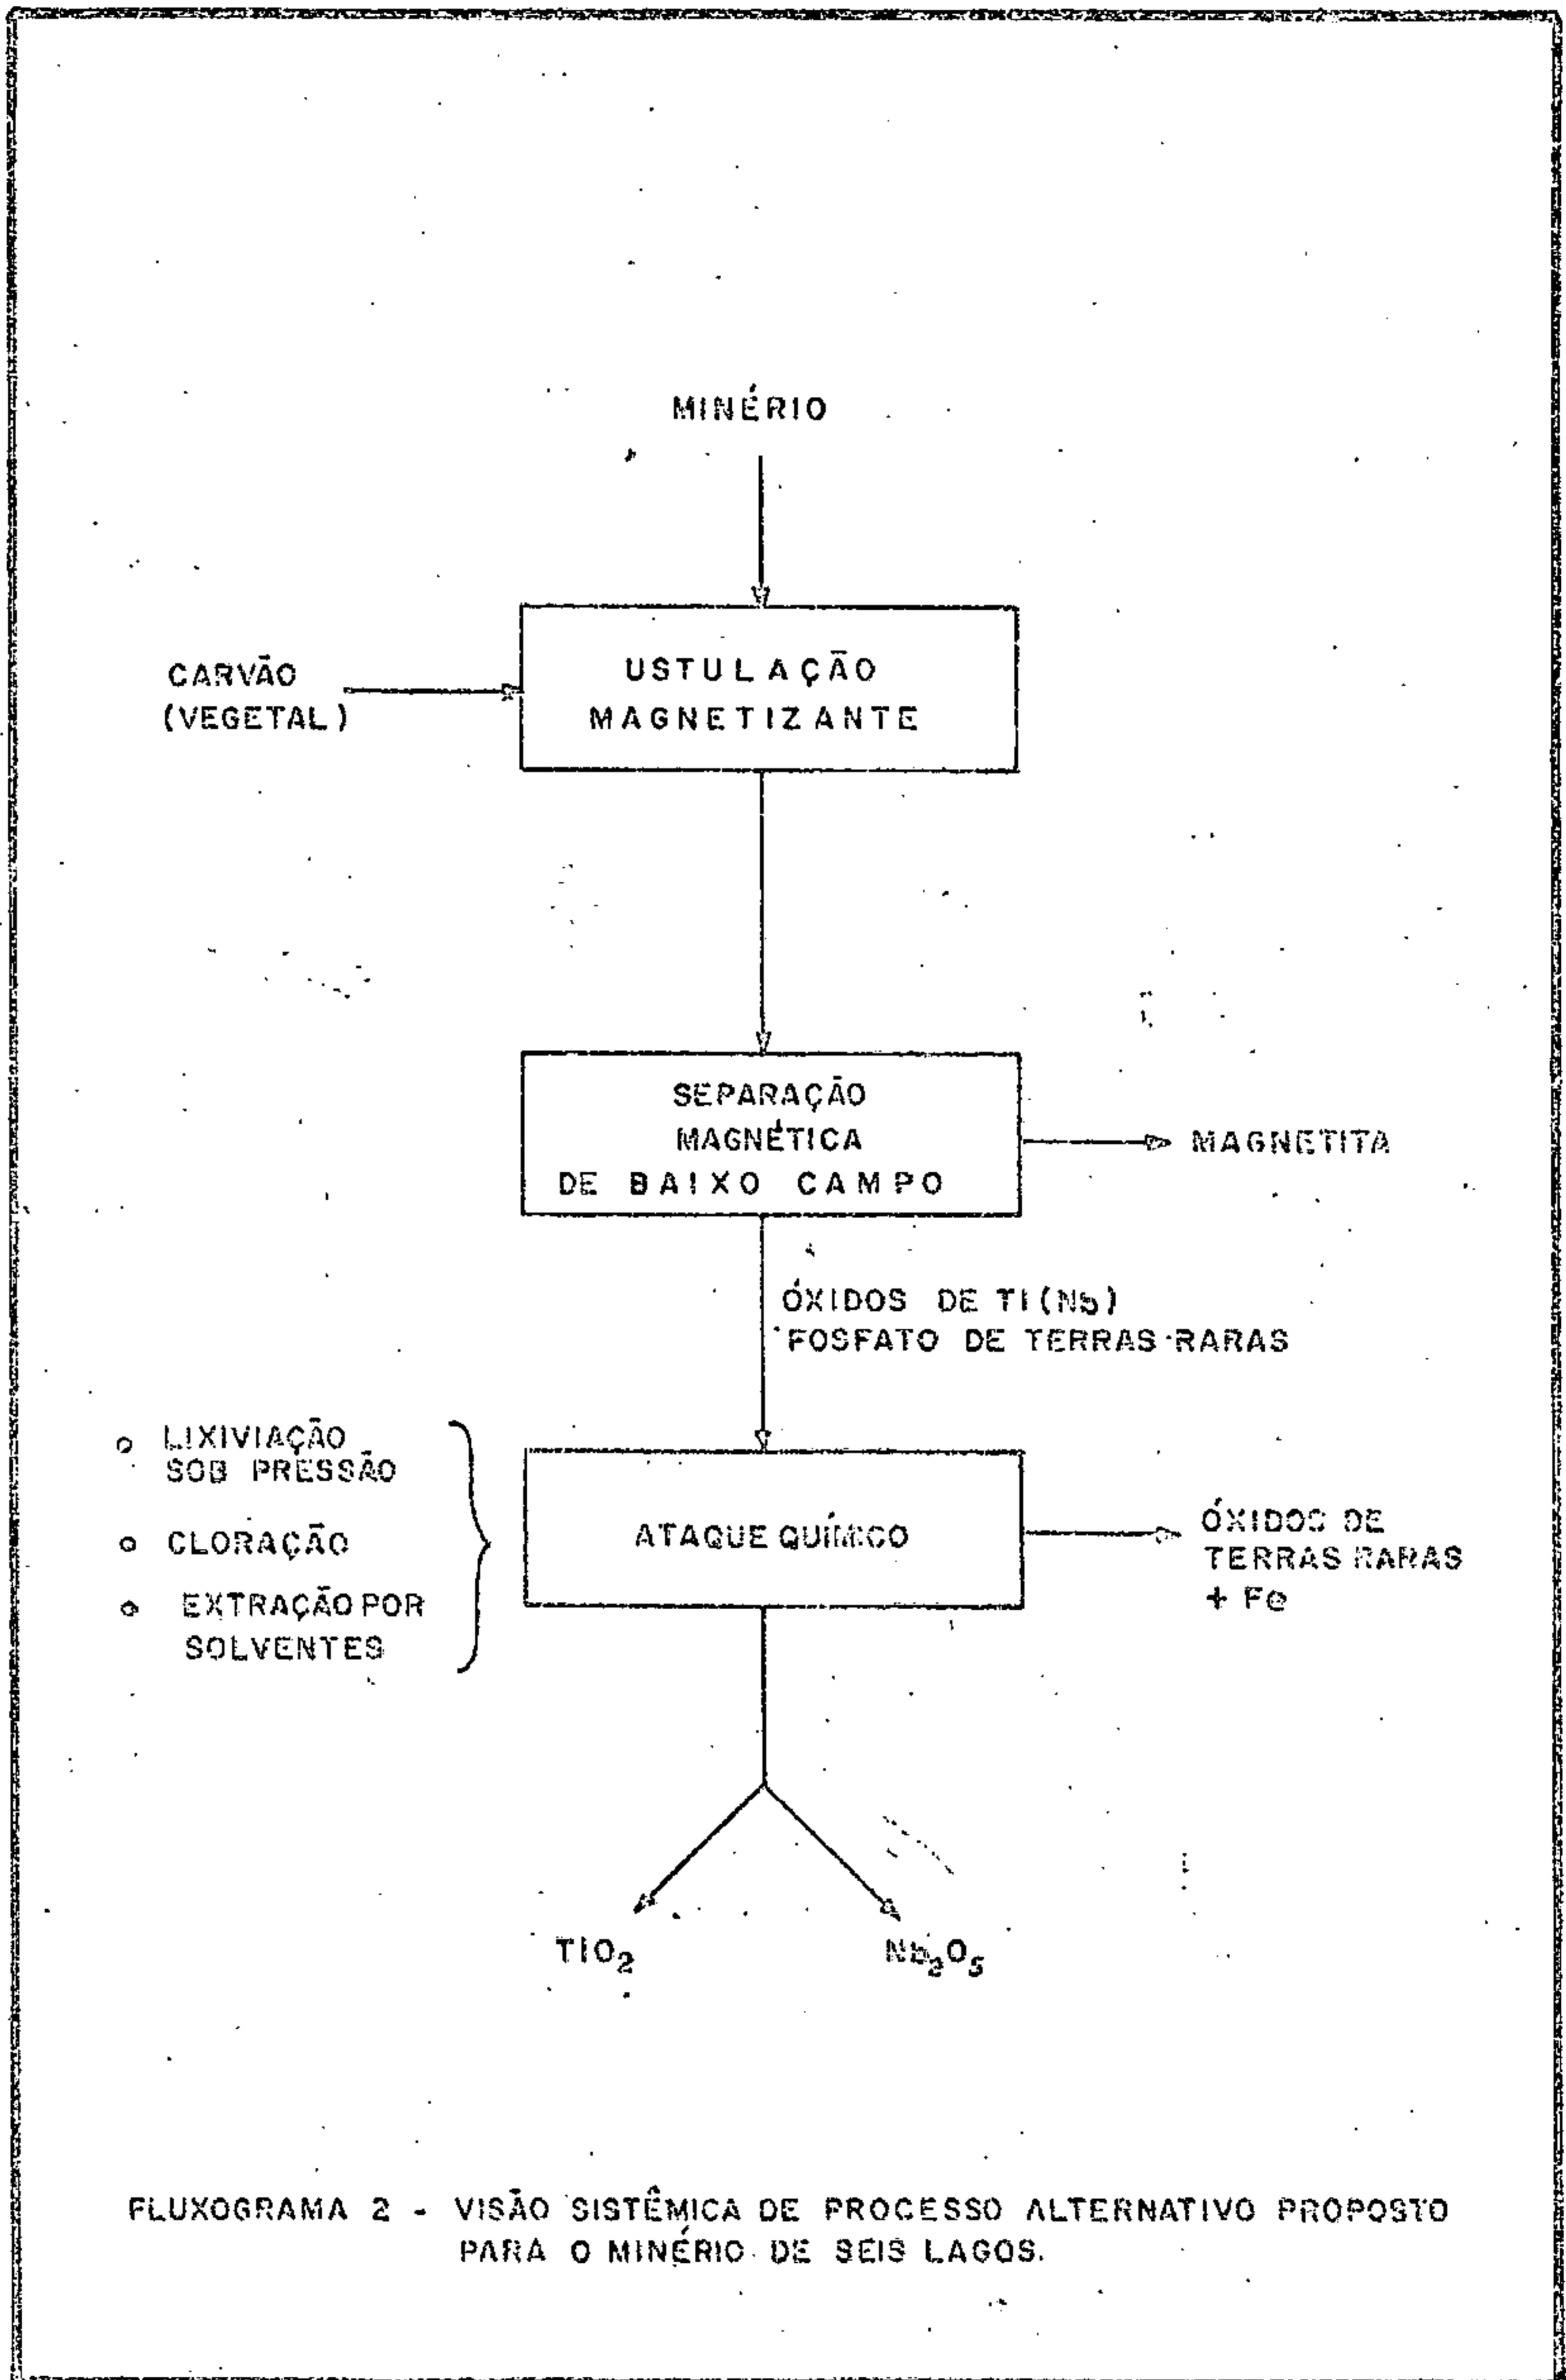 MINÉRIO
CARVÃO
(VEGETAL)
USTULAÇÃO
MAGNETIZANTE
SEPARAÇÃO
MAGNÉTICA
DE BAIXO CAMPO
MAGNETITA
ÓXIDOS DE TI(Nb)
FOSFATO DE TERRAS-RARAS
LIXIVIAÇÃO
SOB PRESSÃO
CLORAÇÃO
EXTRAÇÃO POR
SOLVENTES
ATAQUE QUÍMICO
ÓXIDOS DE
TERRAS RARAS
+ Fe
TiO₂
Nb₂O₅
FLUXOGRAMA 2 - VISÃO SISTÊMICA DE PROCESSO ALTERNATIVO PROPOSTO
PARA O MINÉRIO DE SEIS LAGOS.